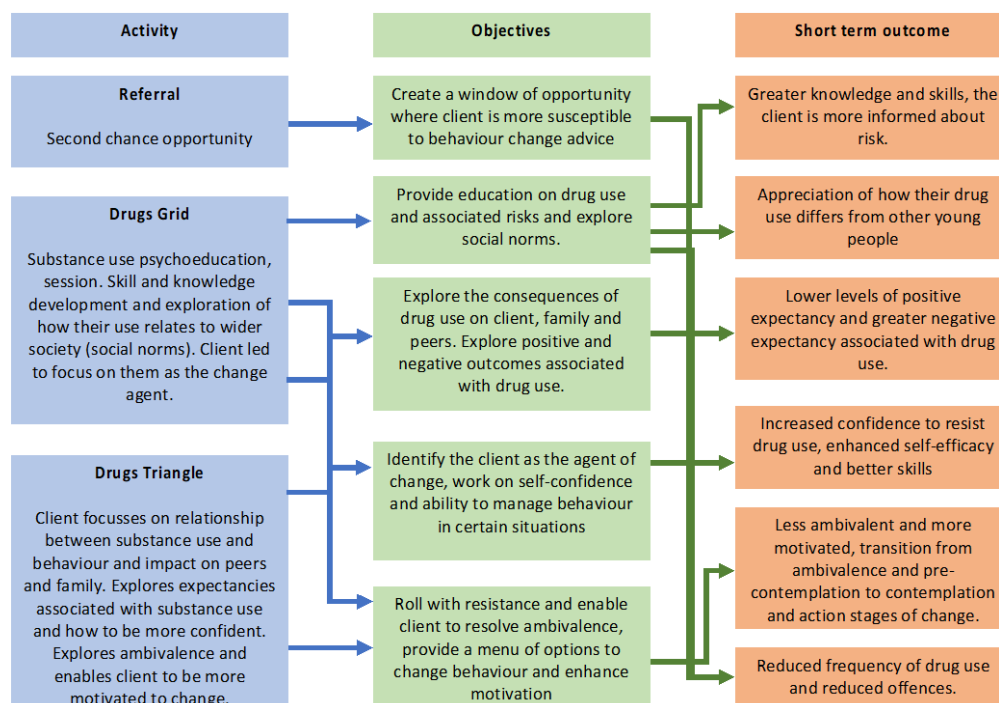 Activity
Referral
Second chance opportunity
Drugs Grid
Substance use psychoeducation,
session. Skill and knowledge
development and exploration of
how their use relates to wider
society (social norms). Client led
to focus on them as the change
agent.
Drugs Triangle
Client focusses on relationship
between substance use and
behaviour and impact on peers
and family. Explores expectancies
associated with substance use
and how to be more confident.
Explores ambivalence and
enables client to be more
motivated to change.
Objectives
Create a window of opportunity
where client is more susceptible
to behaviour change advice
Provide education on drug use
and associated risks and explore
social norms.
Explore the consequences of
drug use on client, family and
peers. Explore positive and
negative outcomes associated
with drug use.
Identify the client as the agent of
change, work on self-confidence
and ability to manage behaviour
in certain situations
Roll with resistance and enable
client to resolve ambivalence,
provide a menu of options to
change behaviour and enhance
motivation
Short term outcome
Greater knowledge and skills, the
client is more informed about
risk.
Appreciation of how their drug
use differs from other young
people
Lower levels of positive
expectancy and greater negative
expectancy associated with drug
use.
Increased confidence to resist
drug use, enhanced self-efficacy
and better skills
Less ambivalent and more
motivated, transition from
ambivalence and pre-
contemplation to contemplation
and action stages of change.
Reduced frequency of drug use
and reduced offences.